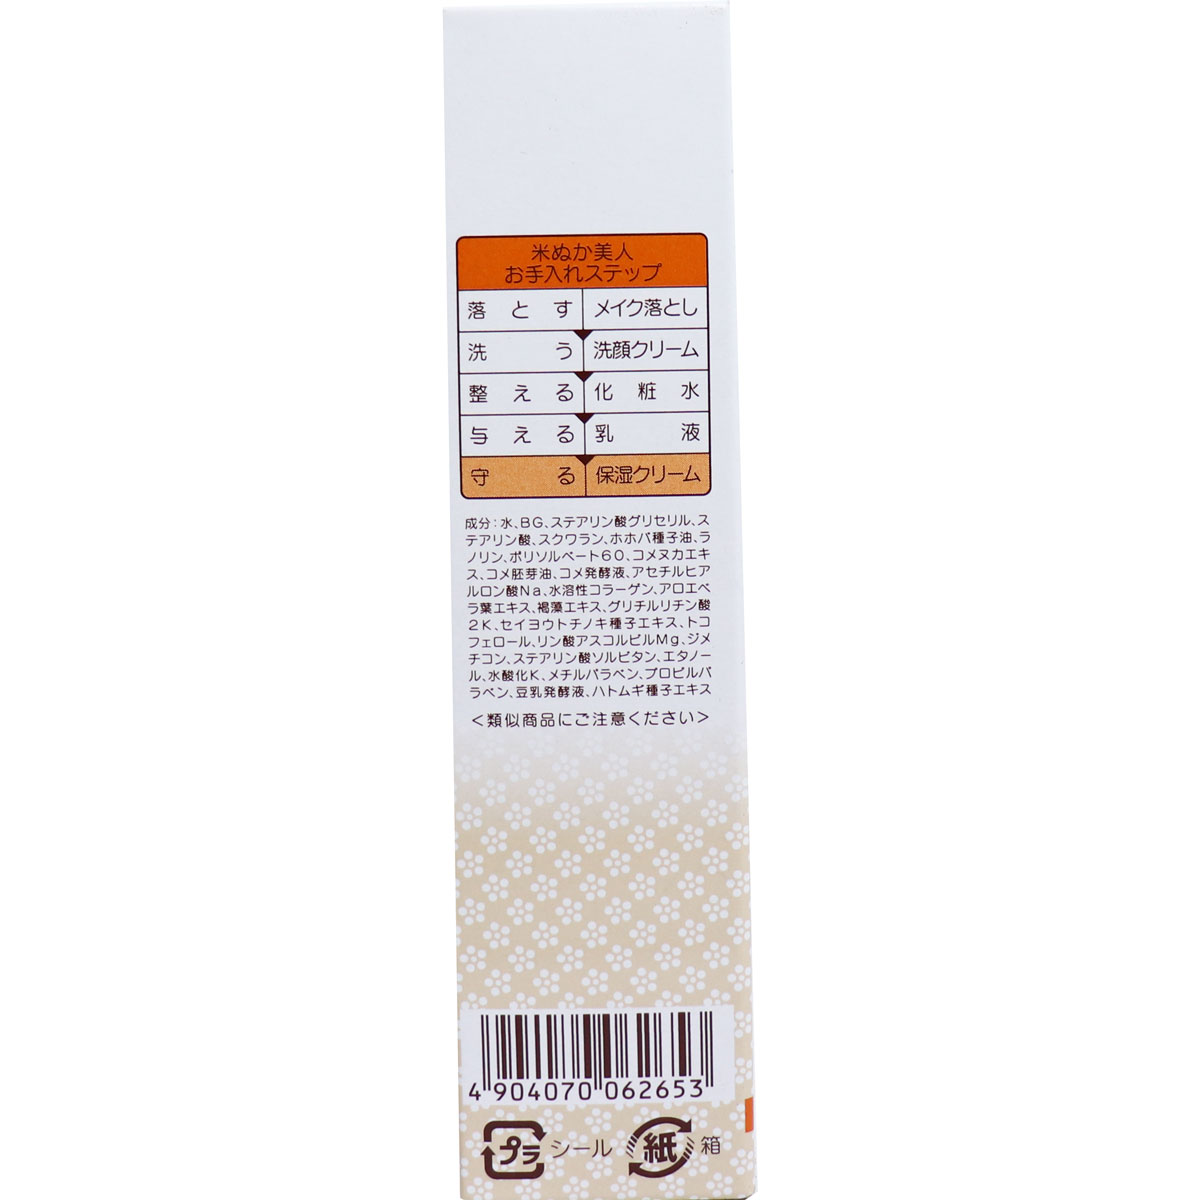 米ぬか美人
お手入れステップ
落とす メイク落とし
洗う 洗顔クリーム
整える 化粧水
与える 乳液
守る 保湿クリーム
成分:水、BG、ステアリン酸グリセリル、ス
テアリン酸、スクワラン、ホホバ種子油、ラ
ノリン、ポリソルベート60、コメヌカエキ
ス、コメ胚芽油、コメ発酵液、アセチルヒア
ルロン酸Na、水溶性コラーゲン、アロエベ
ラ葉エキス、褐藻エキス、グリチルリチン酸
2K、セイヨウトチノキ種子エキス、トコ
フェロール、リン酸アスコルビルMg、ジメ
チコン、ステアリン酸ソルビタン、エタノー
ル、水酸化K、メチルパラベン、プロピルパ
ラベン、豆乳発酵液、ハトムギ種子エキス
<類似商品にご注意ください>
4 904070 062653
プラ シール 紙 箱